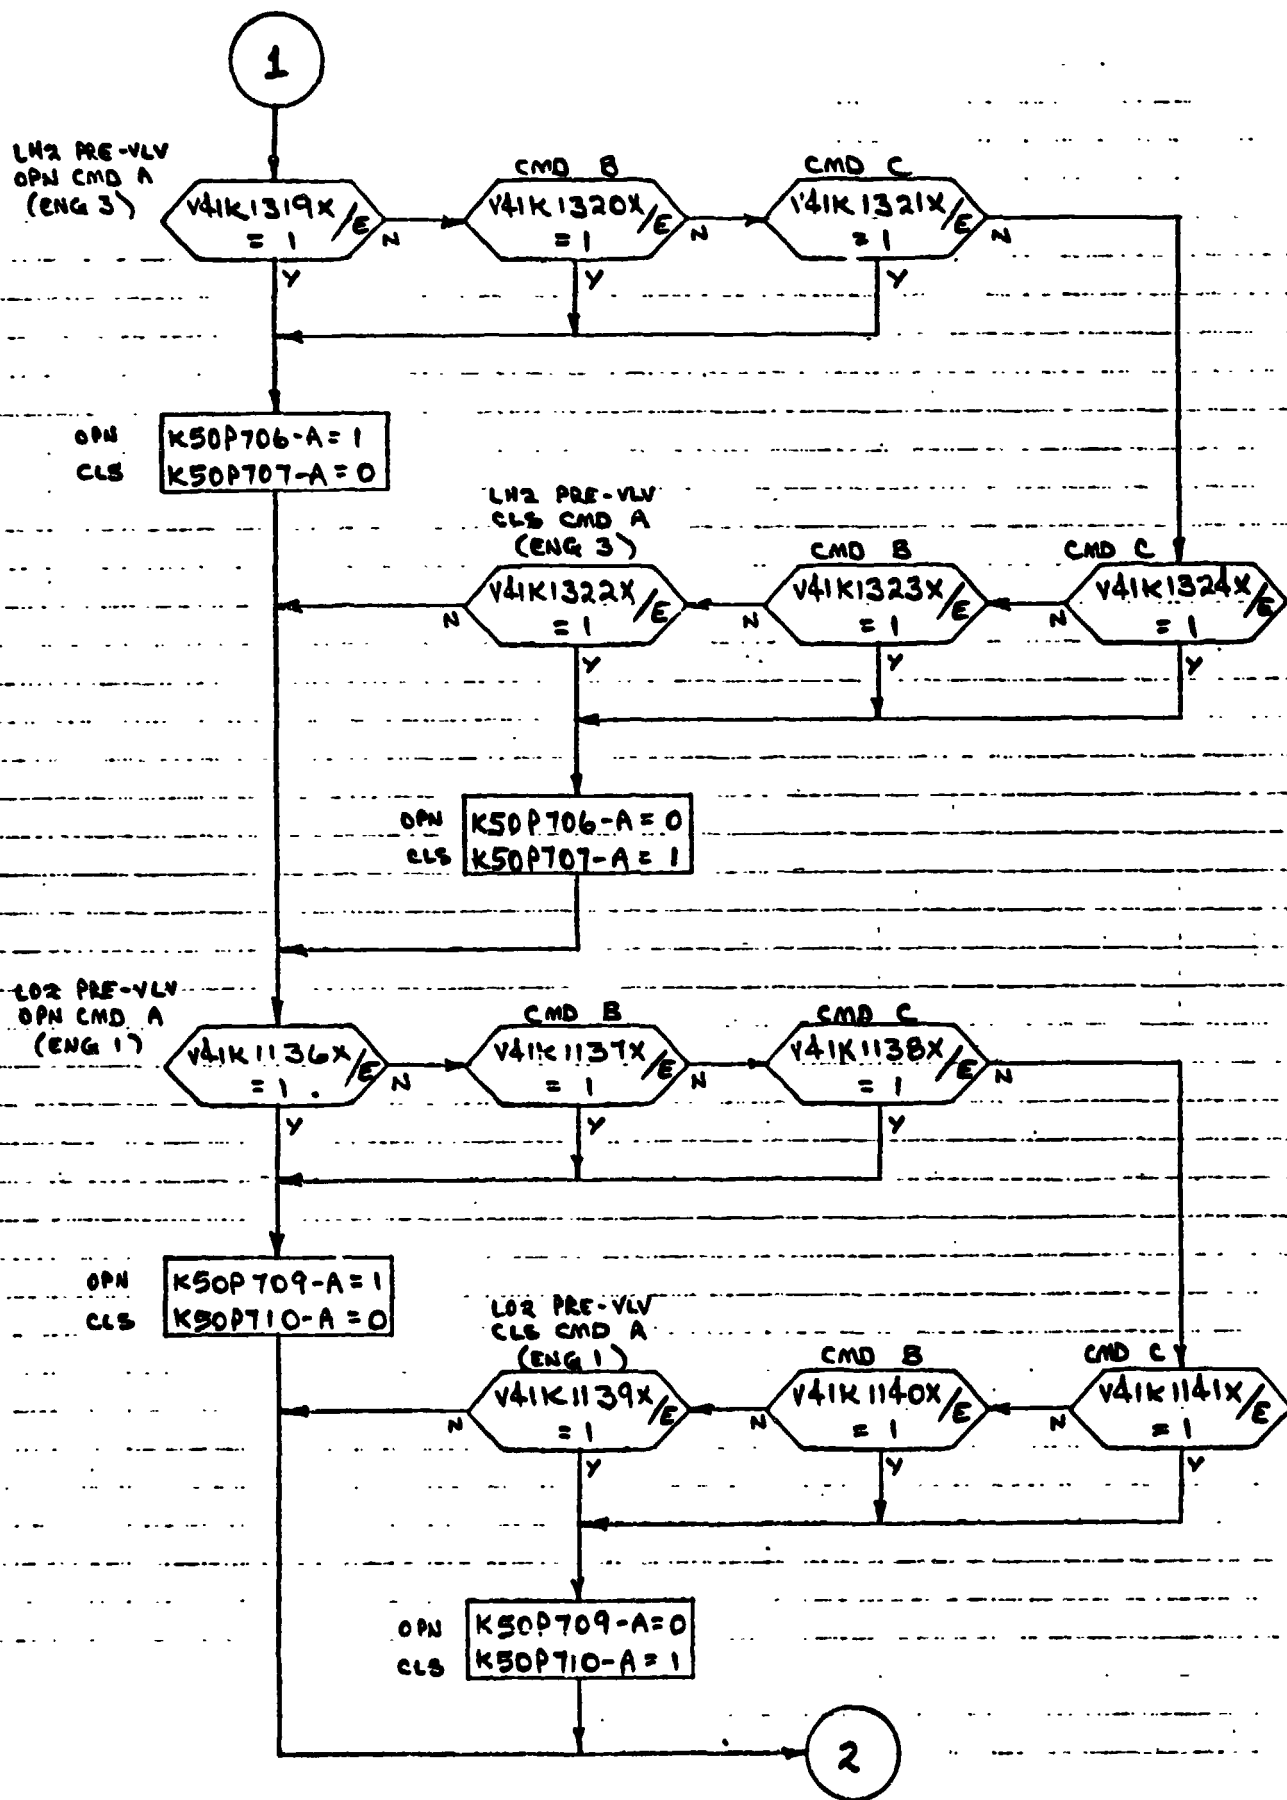 1
LH2 PRE-VLV
OPN CMD A
(ENG 3)
V41K1319X/E
= 1
N
Y
CMD B
V41K1320X/E
= 1
N
Y
CMD C
V41K1321X/E
= 1
N
Y
OPN K50P706-A = 1
CLS K50P707-A = 0
LH2 PRE-VLV
CLS CMD A
(ENG 3)
V41K1322X/E
= 1
N
Y
CMD B
V41K1323X/E
= 1
N
Y
CMD C
V41K1324X/E
= 1
N
Y
OPN K50P706-A = 0
CLS K50P707-A = 1
LO2 PRE-VLV
OPN CMD A
(ENG 1)
V41K1136X/E
= 1
N
Y
CMD B
V41K1137X/E
= 1
N
Y
CMD C
V41K1138X/E
= 1
N
Y
OPN K50P709-A = 1
CLS K50P710-A = 0
LO2 PRE-VLV
CLS CMD A
(ENG 1)
V41K1139X/E
= 1
N
Y
CMD B
V41K1140X/E
= 1
N
Y
CMD C
V41K1141X/E
= 1
N
Y
OPN K50P709-A=0
CLS K50P710-A = 1
2